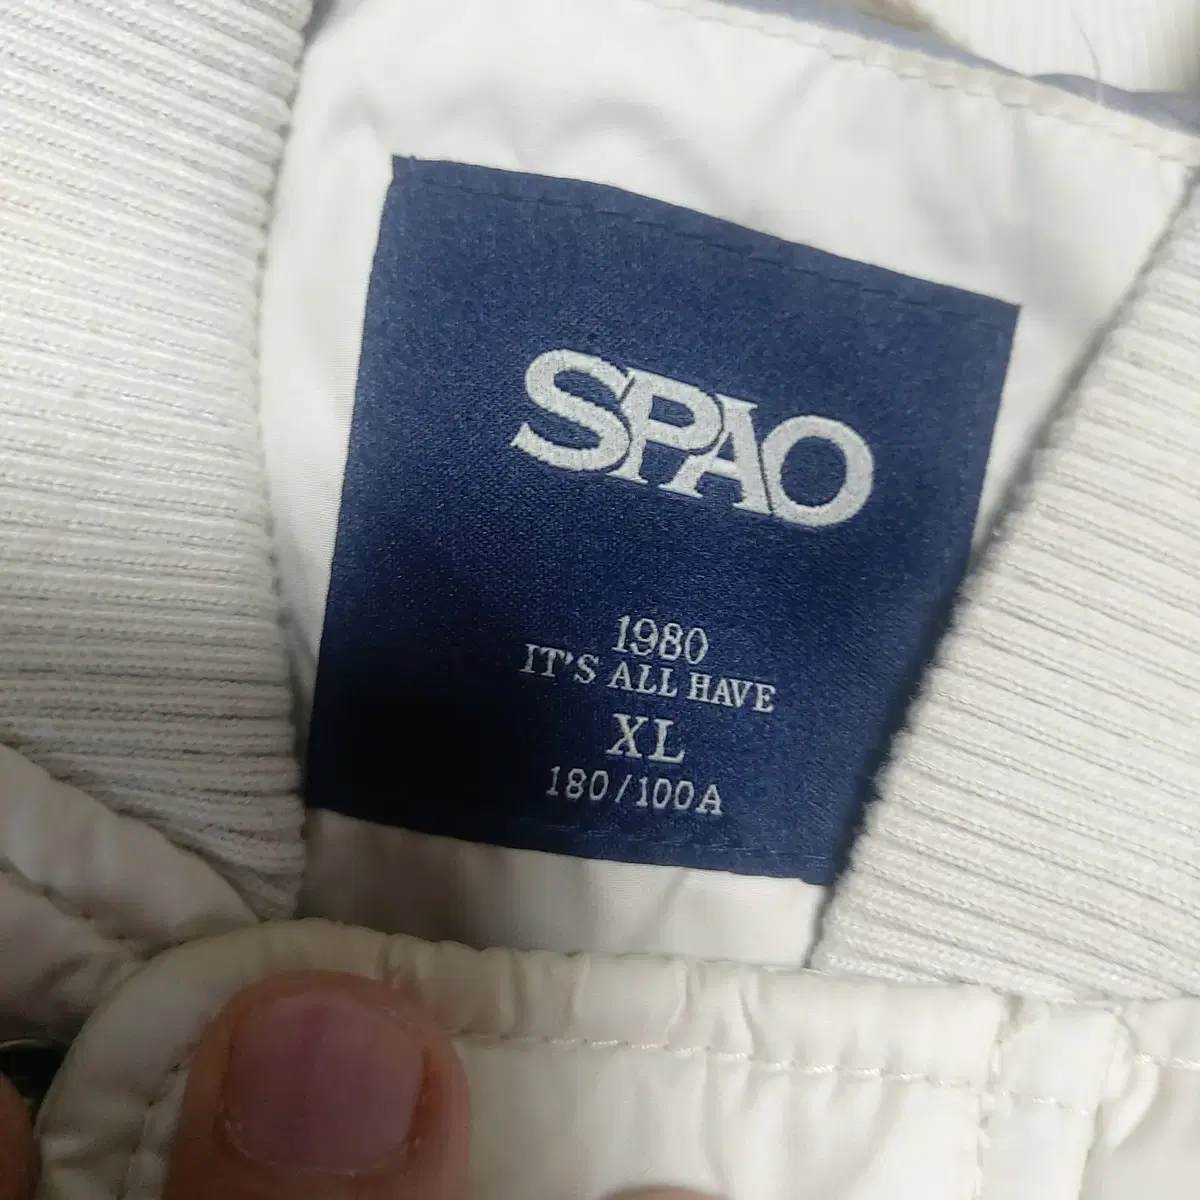 SPAO
1980
IT'S ALL HAVE
XL
180/100A